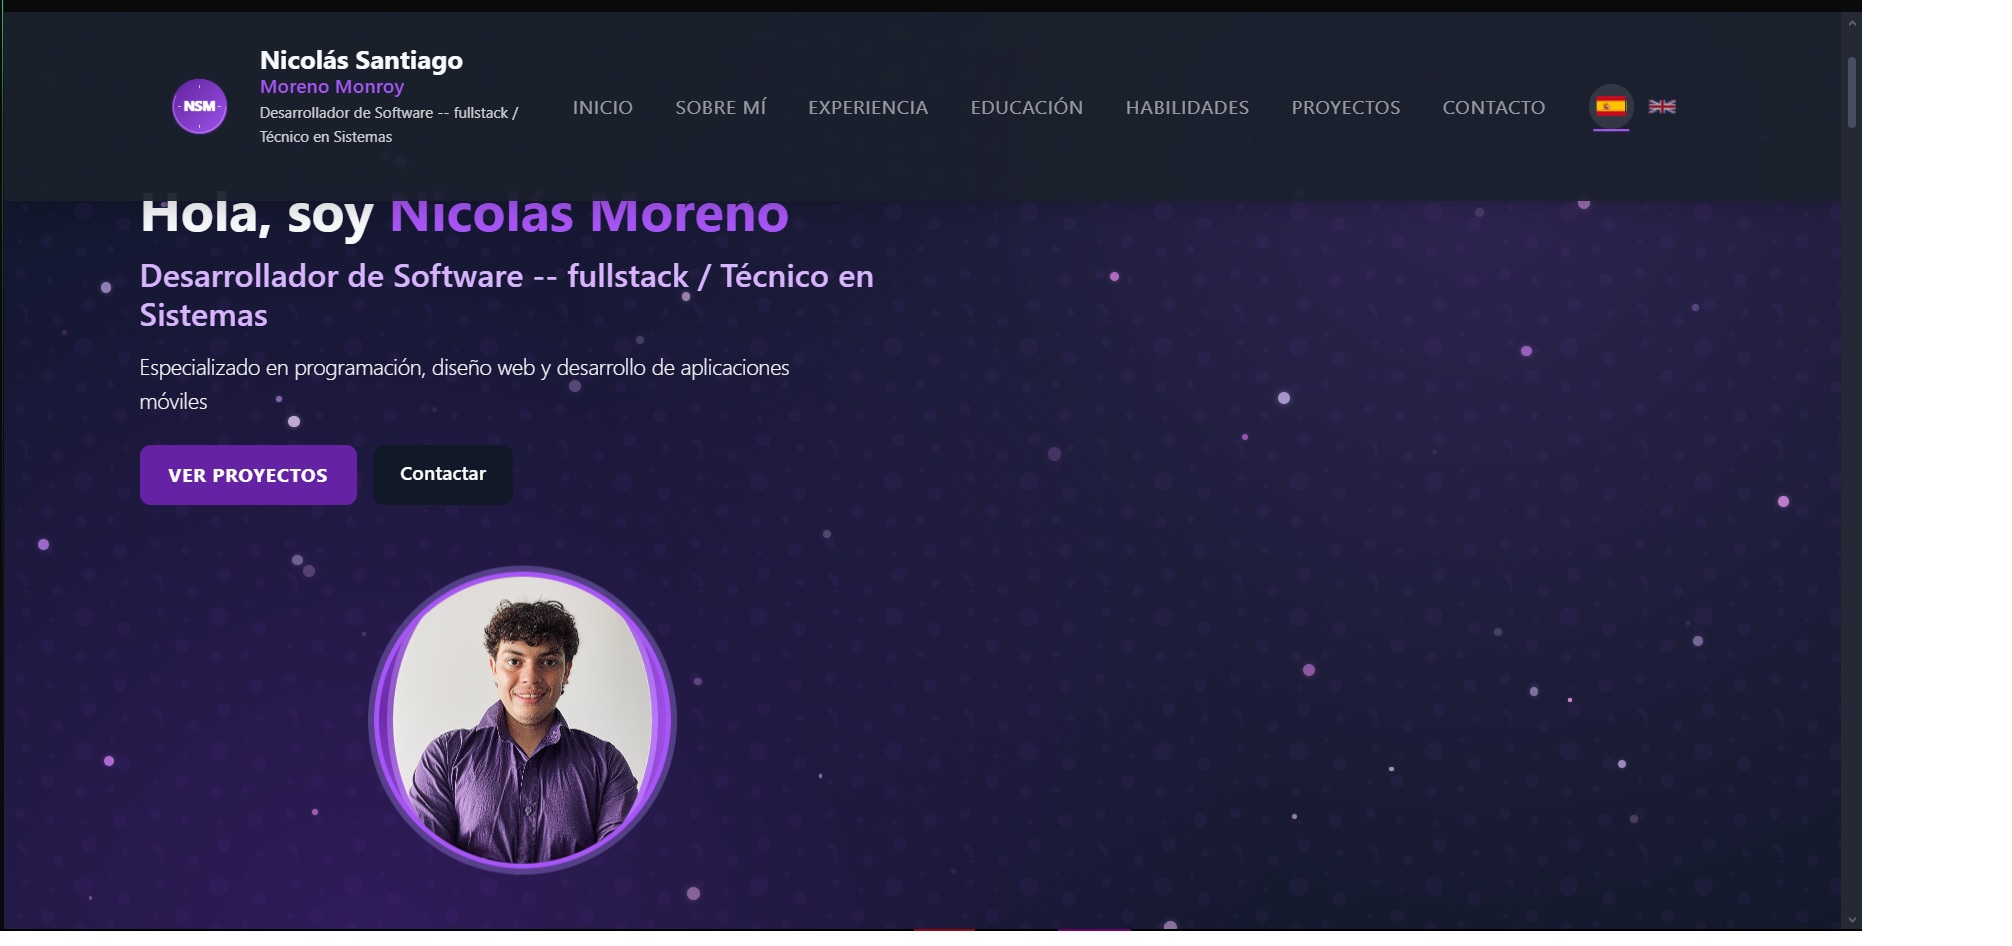 NSM
Nicolás Santiago
Moreno Monroy
Desarrollador de Software -- fullstack /
Técnico en Sistemas
INICIO SOBRE MÍ EXPERIENCIA EDUCACIÓN HABILIDADES PROYECTOS CONTACTO
Hola, soy Nicolás Moreno
Desarrollador de Software -- fullstack / Técnico en
Sistemas
Especializado en programación, diseño web y desarrollo de aplicaciones
móviles
VER PROYECTOS Contactar